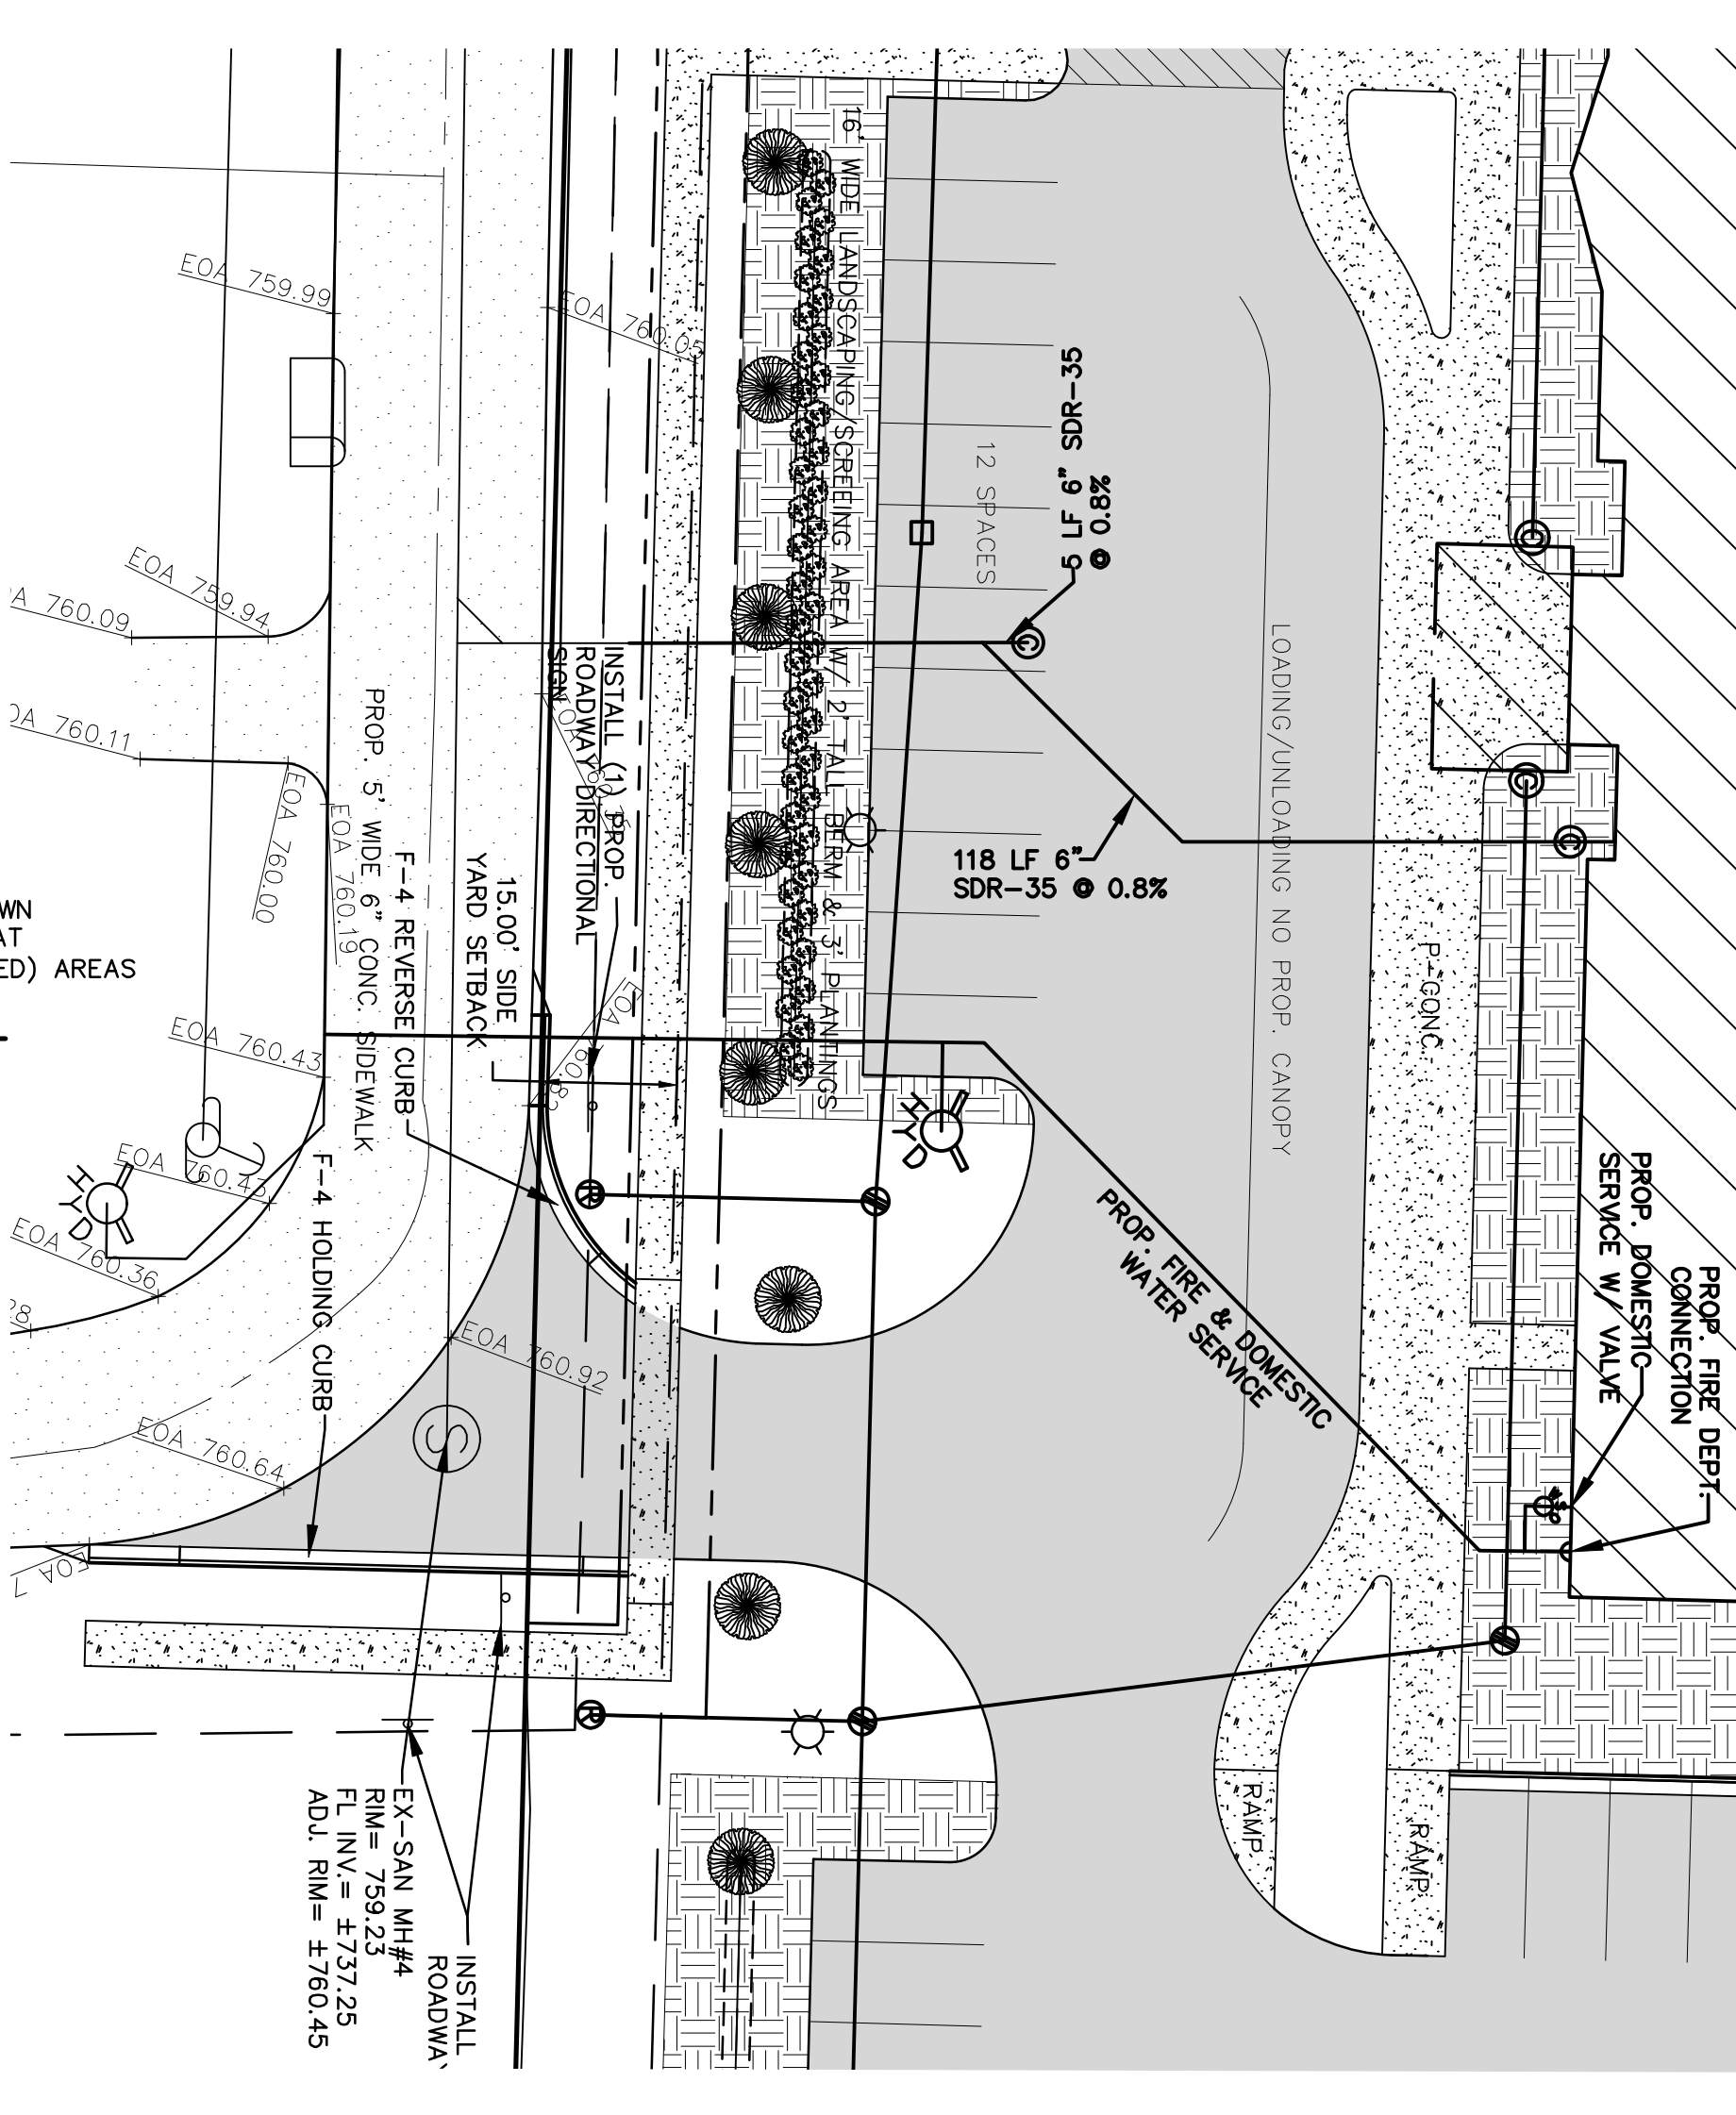 16' WIDE LANDSCAPING/SCREEING AREA W/ 2' TALL BERM & 3' PLANTINGS
EOA 759.99
EOA 760.05
5 LF 6" SDR-35
@ 0.8%
12 SPACES
LOADING/UNLOADING NO PROP. CANOPY
EOA 759.94
760.09
760.11
EOA 760.00
EOA 760.19
INSTALL (1) PROP.
ROADWAY DIRECTIONAL
SIGN
118 LF 6"
SDR-35 @ 0.8%
PROP. 5' WIDE 6" CONC. SIDEWALK
F-4 REVERSE CURB
15.00' SIDE
YARD SETBACK
WN
AT
ED) AREAS
P-CONC
EOA 760.43
EOA 760.43
HYD
HYD
EOA 760.36
F-4 HOLDING CURB
EOA 760.92
EOA 760.64
EOA 7
PROP. FIRE & DOMESTIC
WATER SERVICE
PROP. DOMESTIC
SERVICE W/ VALVE
PROP. FIRE DEPT.
CONNECTION
C
C
C
C
R
R
S
RAMP
RAMP
EX-SAN MH#4
RIM= 759.23
FL INV.= ±737.25
ADJ. RIM= ±760.45
INSTALL
ROADWAY